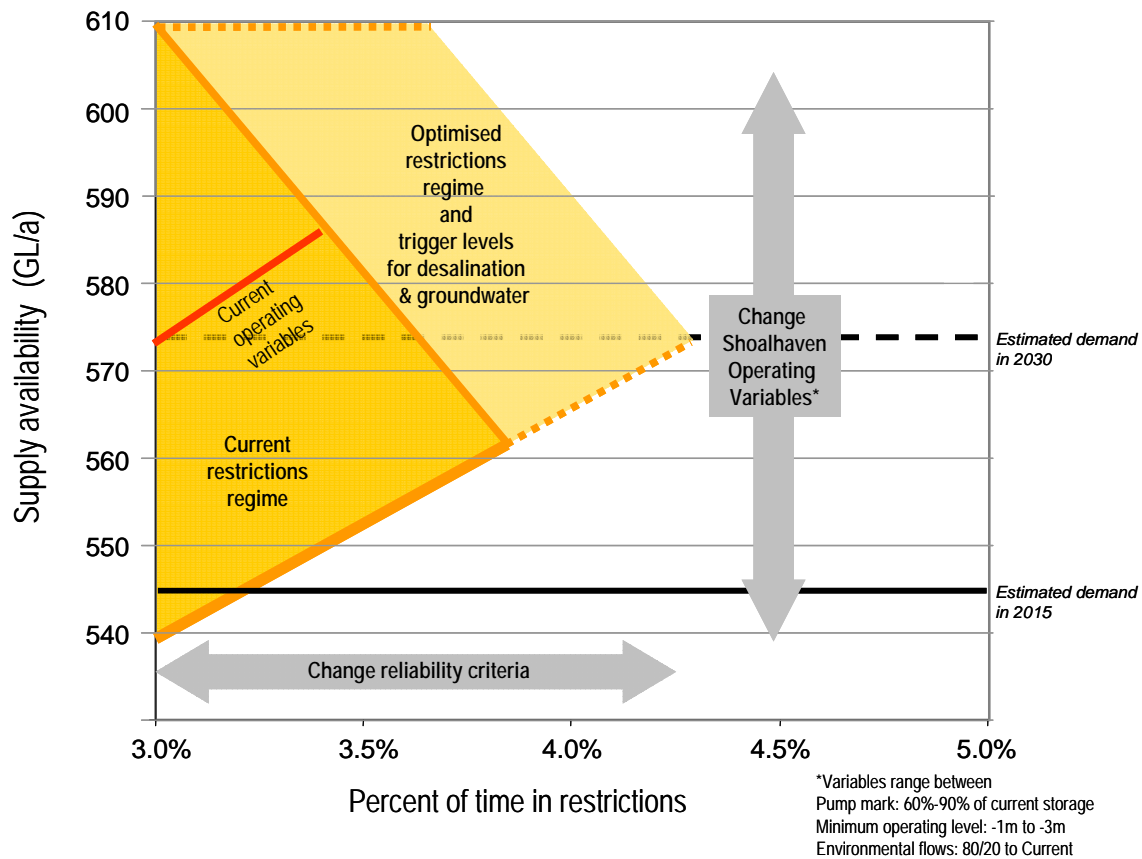 610
600
590
580
570
560
550
540
Supply availability (GL/a)
Optimised
restrictions
regime
and
trigger levels
for desalination
& groundwater
Current
operating
variables
Current
restrictions
regime
Change
Shoalhaven
Operating
Variables*
Estimated demand
in 2030
Estimated demand
in 2015
Change reliability criteria
3.0%
3.5%
4.0%
4.5%
5.0%
Percent of time in restrictions
*Variables range between
Pump mark: 60%-90% of current storage
Minimum operating level: -1m to -3m
Environmental flows: 80/20 to Current